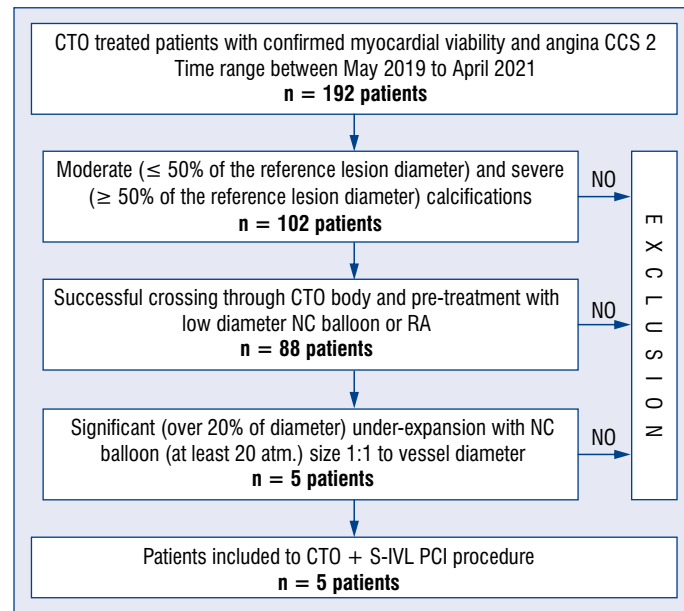 CTO treated patients with confirmed myocardial viability and angina CCS 2
Time range between May 2019 to April 2021
n = 192 patients
Moderate (≤ 50% of the reference lesion diameter) and severe
(≥ 50% of the reference lesion diameter) calcifications
n = 102 patients
NO
Successful crossing through CTO body and pre-treatment with
low diameter NC balloon or RA
n = 88 patients
NO
Significant (over 20% of diameter) under-expansion with NC
balloon (at least 20 atm.) size 1:1 to vessel diameter
n = 5 patients
NO
EXCLUSION
Patients included to CTO + S-IVL PCI procedure
n = 5 patients